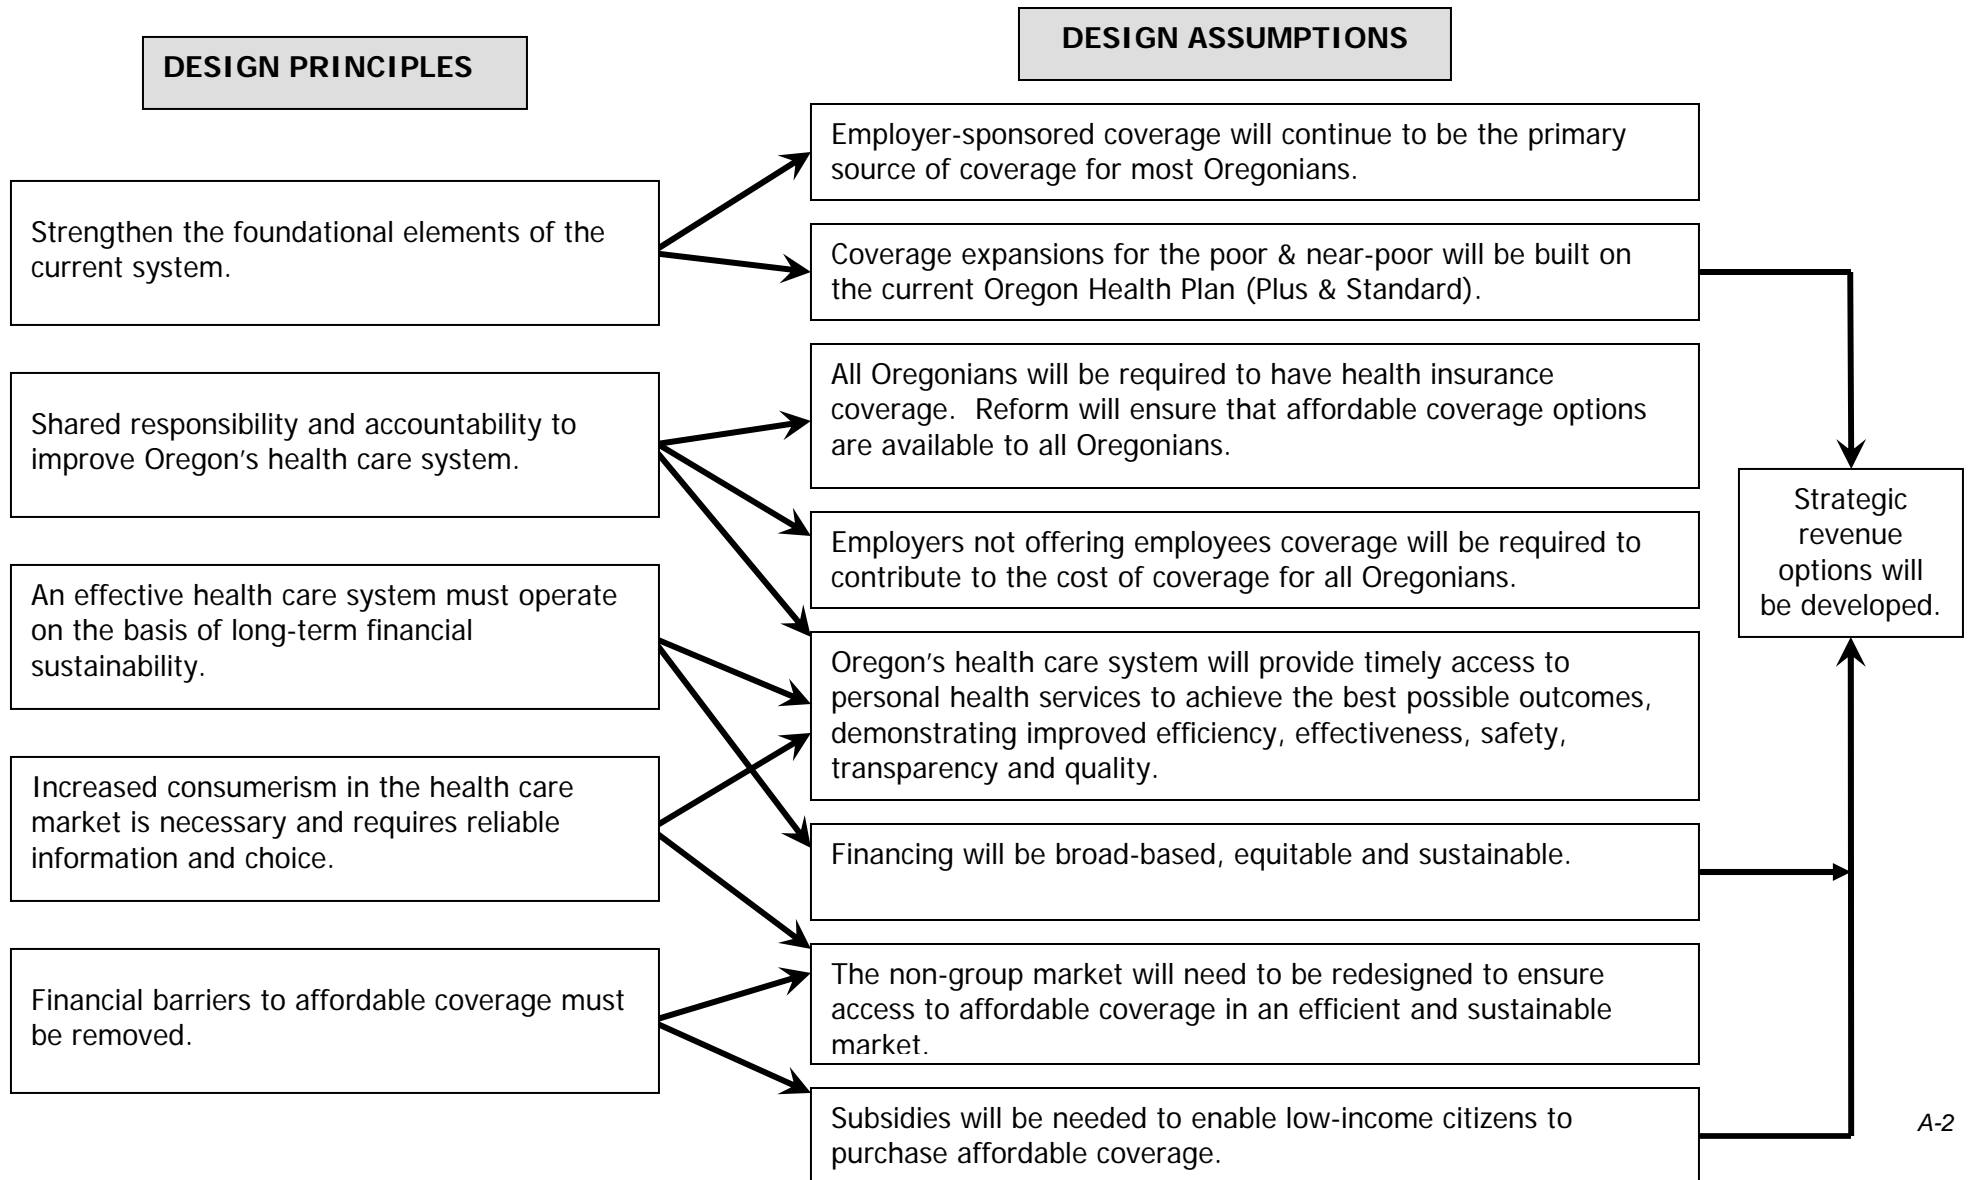 DESIGN PRINCIPLES
Strengthen the foundational elements of the
current system.
Shared responsibility and accountability to
improve Oregon's health care system.
An effective health care system must operate
on the basis of long-term financial
sustainability.
Increased consumerism in the health care
market is necessary and requires reliable
information and choice.
Financial barriers to affordable coverage must
be removed.
DESIGN ASSUMPTIONS
Employer-sponsored coverage will continue to be the primary
source of coverage for most Oregonians.
Coverage expansions for the poor & near-poor will be built on
the current Oregon Health Plan (Plus & Standard).
All Oregonians will be required to have health insurance
coverage.  Reform will ensure that affordable coverage options
are available to all Oregonians.
Employers not offering employees coverage will be required to
contribute to the cost of coverage for all Oregonians.
Oregon's health care system will provide timely access to
personal health services to achieve the best possible outcomes,
demonstrating improved efficiency, effectiveness, safety,
transparency and quality.
Financing will be broad-based, equitable and sustainable.
The non-group market will need to be redesigned to ensure
access to affordable coverage in an efficient and sustainable
market.
Subsidies will be needed to enable low-income citizens to
purchase affordable coverage.
Strategic
revenue
options will
be developed.
A-2